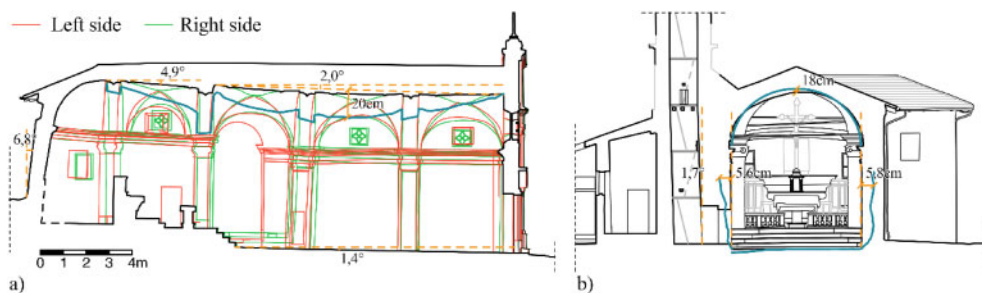 Left side
Right side
4,9°
2,0°
20cm
6,8°
1,4°
0 1 2 3 4m
a)
18cm
1,7°
5,6cm
5,8cm
b)